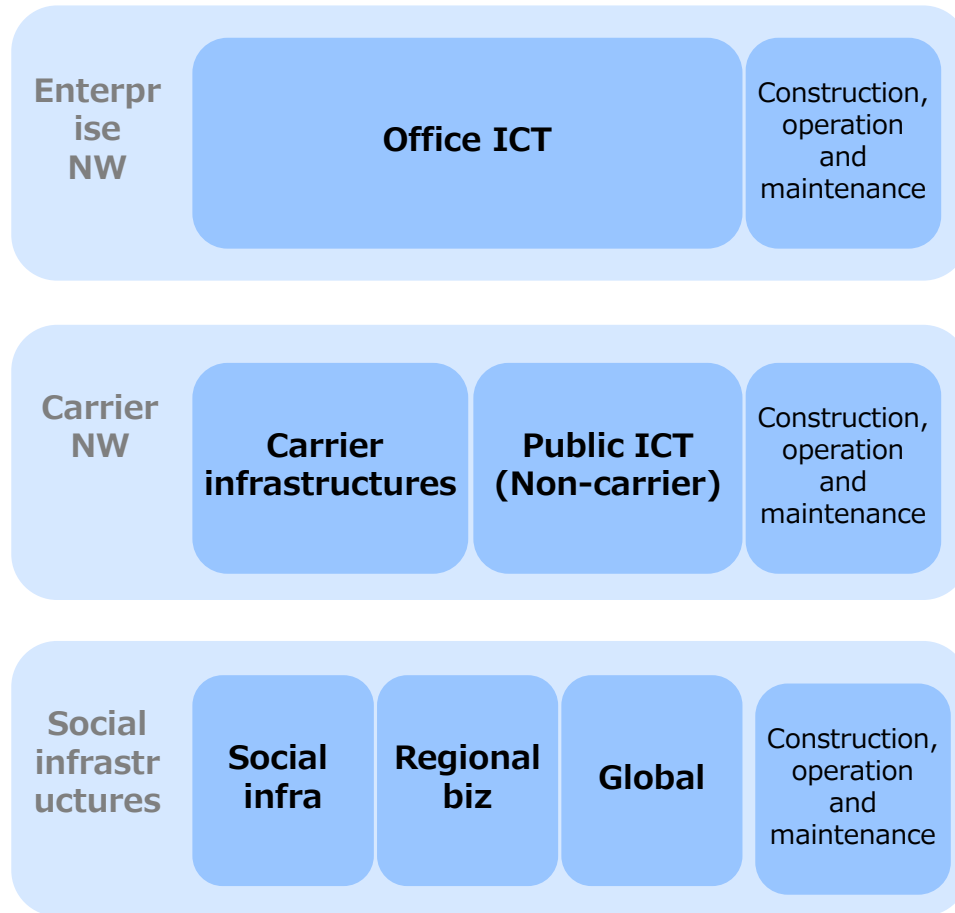 Enterpr
ise
NW
Office ICT
Construction,
operation
and
maintenance
Carrier
NW
Carrier
infrastructures
Public ICT
(Non-carrier)
Construction,
operation
and
maintenance
Social
infrastr
uctures
Social
infra
Regional
biz
Global
Construction,
operation
and
maintenance